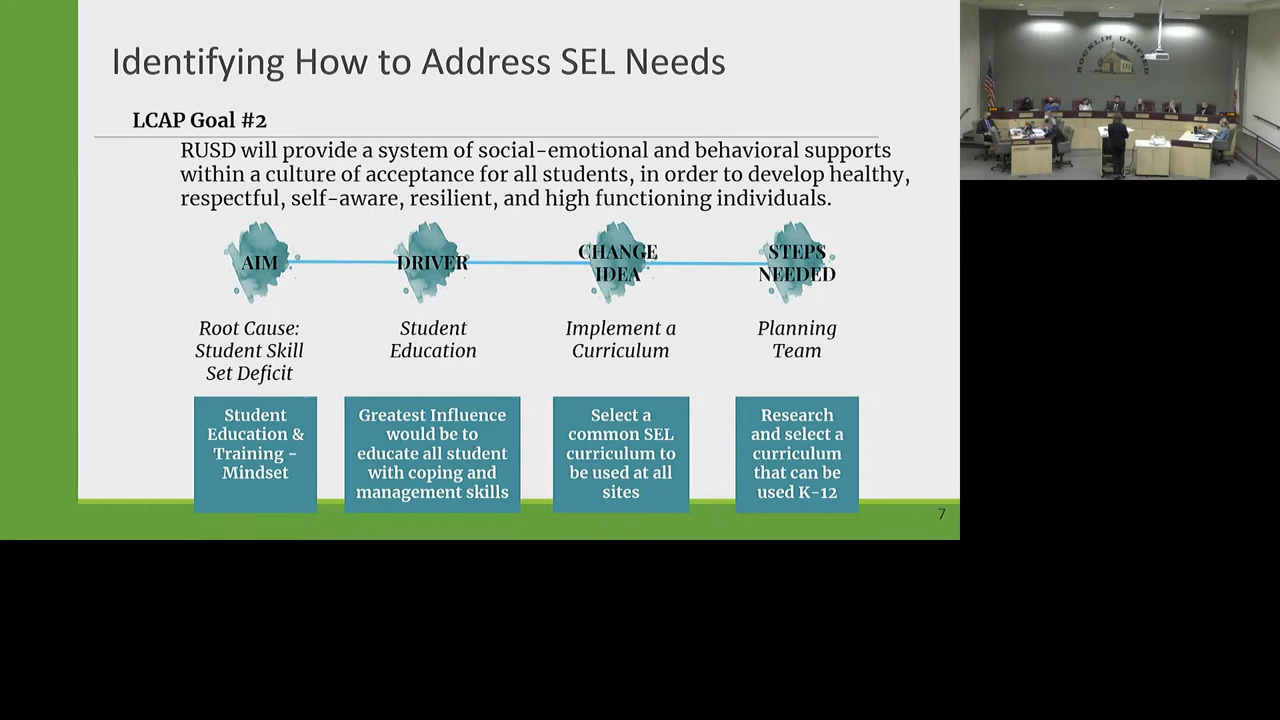 Identifying How to Address SEL Needs
LCAP Goal #2
RUSD will provide a system of social-emotional and behavioral supports
within a culture of acceptance for all students, in order to develop healthy,
respectful, self-aware, resilient, and high functioning individuals.
AIM
DRIVER
CHANGE
IDEA
STEPS
NEEDED
Root Cause:
Student Skill
Set Deficit
Student
Education
Implement a
Curriculum
Planning
Team
Student
Education &
Training -
Mindset
Greatest Influence
would be to
educate all student
with coping and
management skills
Select a
common SEL
curriculum to
be used at all
sites
Research
and select a
curriculum
that can be
used K-12
7
ROCKLIN UNIFIED